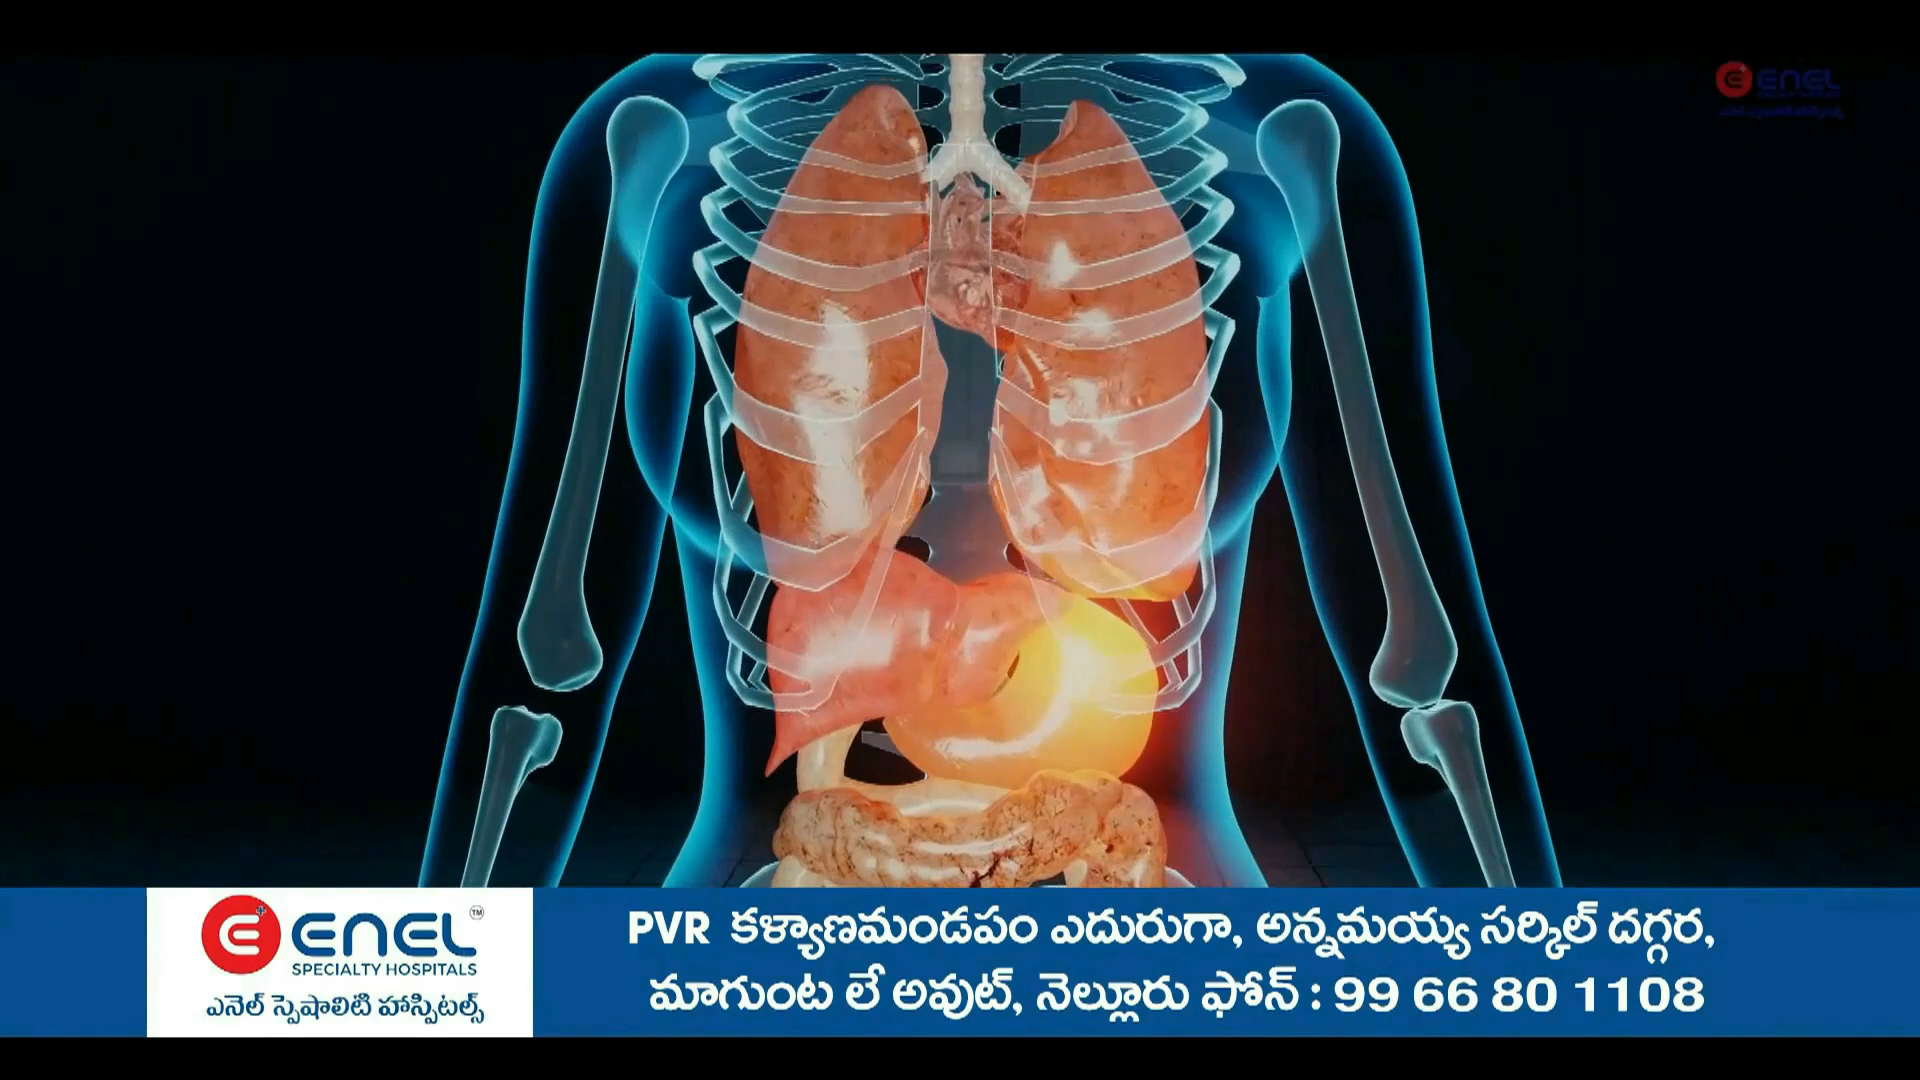 ENEL
ENEL™
SPECIALTY HOSPITALS
ఎనెల్ స్పెషాలిటి హాస్పిటల్స్
PVR కళ్యాణమండపం ఎదురుగా, అన్నమయ్య సర్కిల్ దగ్గర,
మాగుంట లే అవుట్, నెల్లూరు ఫోన్ : 99 66 80 1108